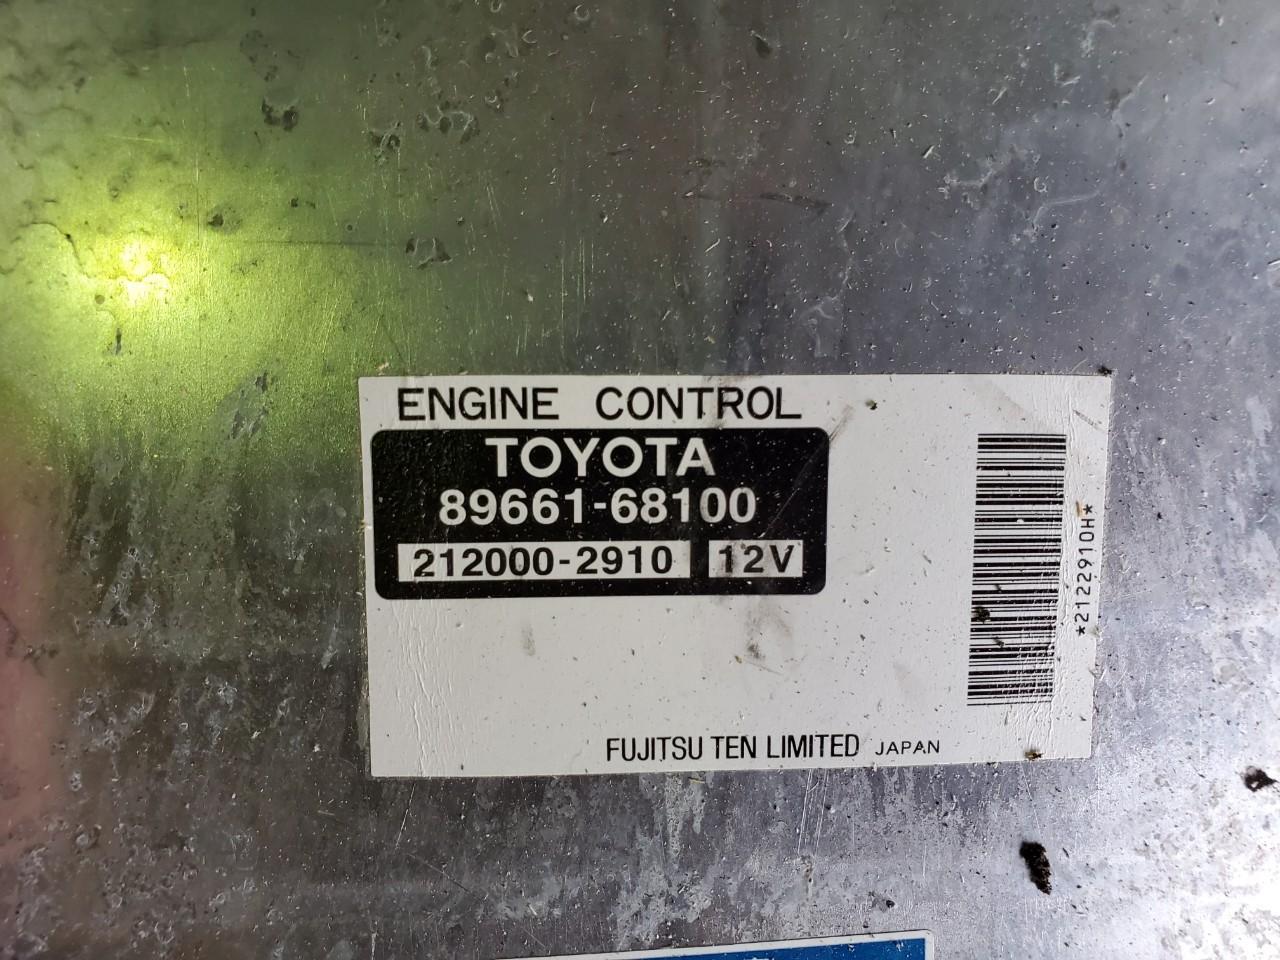 ENGINE CONTROL
TOYOTA
89661-68100
212000-2910 12V
*2122910H*
FUJITSU TEN LIMITED JAPAN